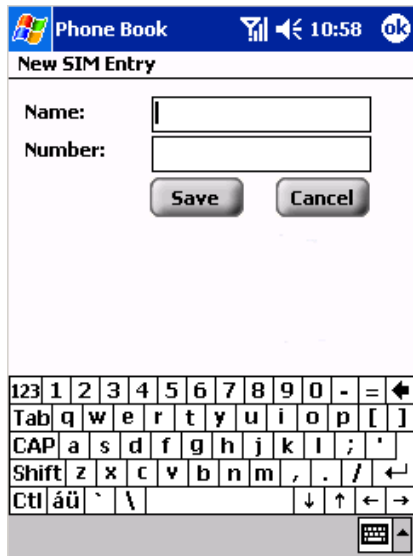 Phone Book 10:58 ok
New SIM Entry
Name:
Number:
Save Cancel
123 1 2 3 4 5 6 7 8 9 0 - = 🡄
Tab q w e r t y u i o p [ ]
CAP a s d f g h j k l ; '
Shift z x c v b n m , . / ↵
Ctl áü ` \ ↓ ↑ ← →